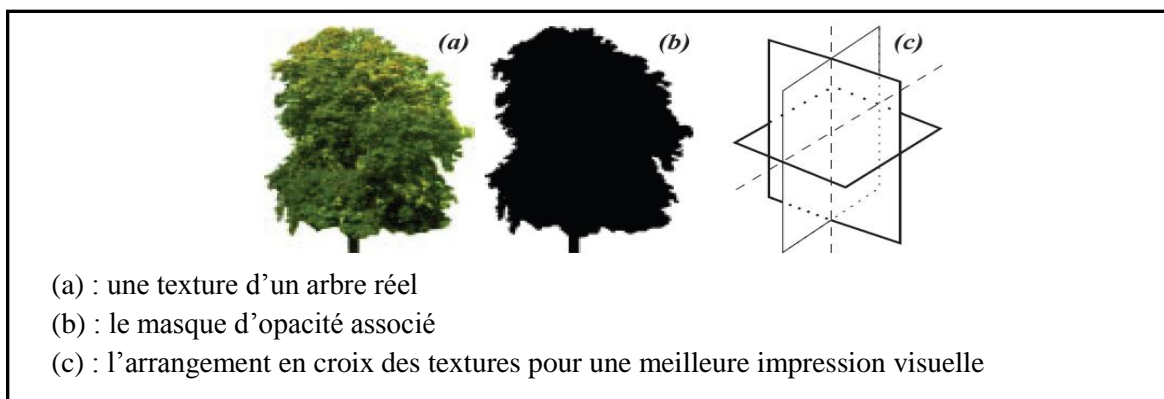 (a) (b) (c)
(a) : une texture d’un arbre réel
(b) : le masque d’opacité associé
(c) : l’arrangement en croix des textures pour une meilleure impression visuelle